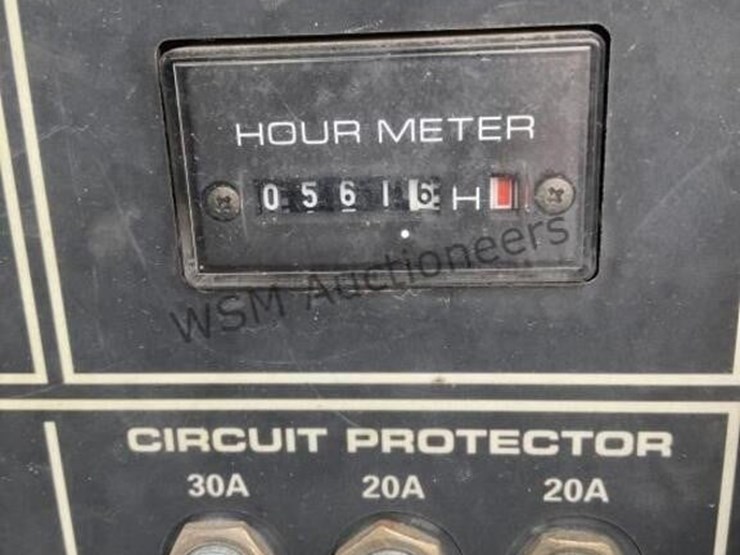 HOUR METER
0 5 6 1 6 H
WSM Auctioneers
CIRCUIT PROTECTOR
30A 20A 20A